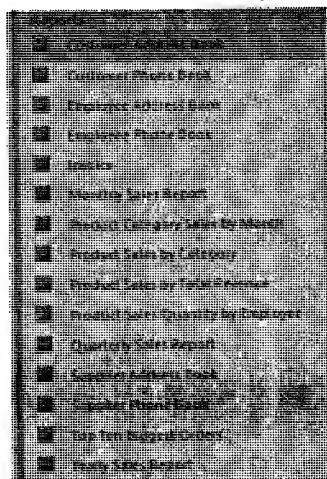 Reports
Customer Address Book
Customer Phone Book
Employee Address Book
Employee Phone Book
Invoice
Monthly Sales Report
Product Category Sales by Month
Product Sales by Category
Product Sales by Total Revenue
Product Sales Quantity by Employee
Quarterly Sales Report
Supplier Address Book
Supplier Phone Book
Top Ten Biggest Orders
Yearly Sales Report